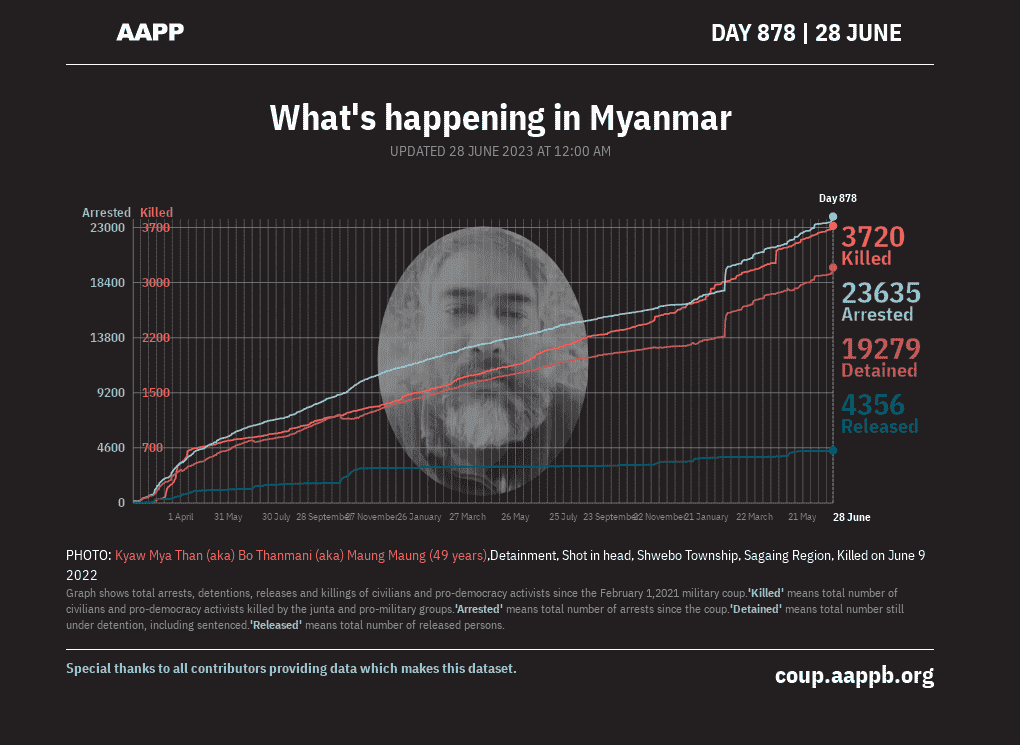 AAPP
DAY 878 | 28 JUNE
What's happening in Myanmar
UPDATED 28 JUNE 2023 AT 12:00 AM
Day 878
Arrested Killed
23000 3700
18400 3000
13800 2200
9200 1500
4600 700
0
3720
Killed
23635
Arrested
19279
Detained
4356
Released
1 April 31 May 30 July 28 September 27 November 26 January 27 March 26 May 25 July 23 September 22 November 21 January 22 March 21 May 28 June
PHOTO: Kyaw Mya Than (aka) Bo Thanmani (aka) Maung Maung (49 years),Detainment, Shot in head, Shwebo Township, Sagaing Region, Killed on June 9
2022
Graph shows total arrests, detentions, releases and killings of civilians and pro-democracy activists since the February 1,2021 military coup.'Killed' means total number of
civilians and pro-democracy activists killed by the junta and pro-military groups.'Arrested' means total number of arrests since the coup.'Detained' means total number still
under detention, including sentenced.'Released' means total number of released persons.
Special thanks to all contributors providing data which makes this dataset.
coup.aappb.org